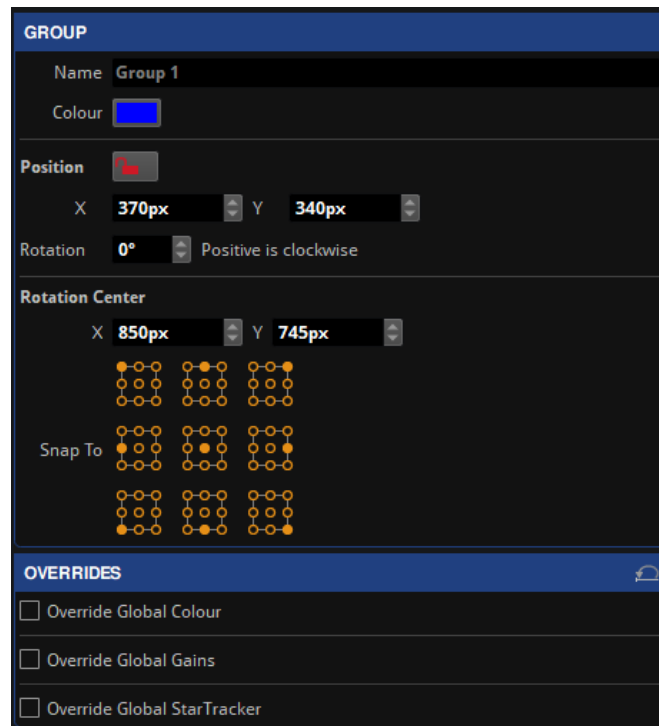 GROUP
Name Group 1
Colour
Position
X 370px Y 340px
Rotation 0° Positive is clockwise
Rotation Center
X 850px Y 745px
Snap To
OVERRIDES
Override Global Colour
Override Global Gains
Override Global StarTracker